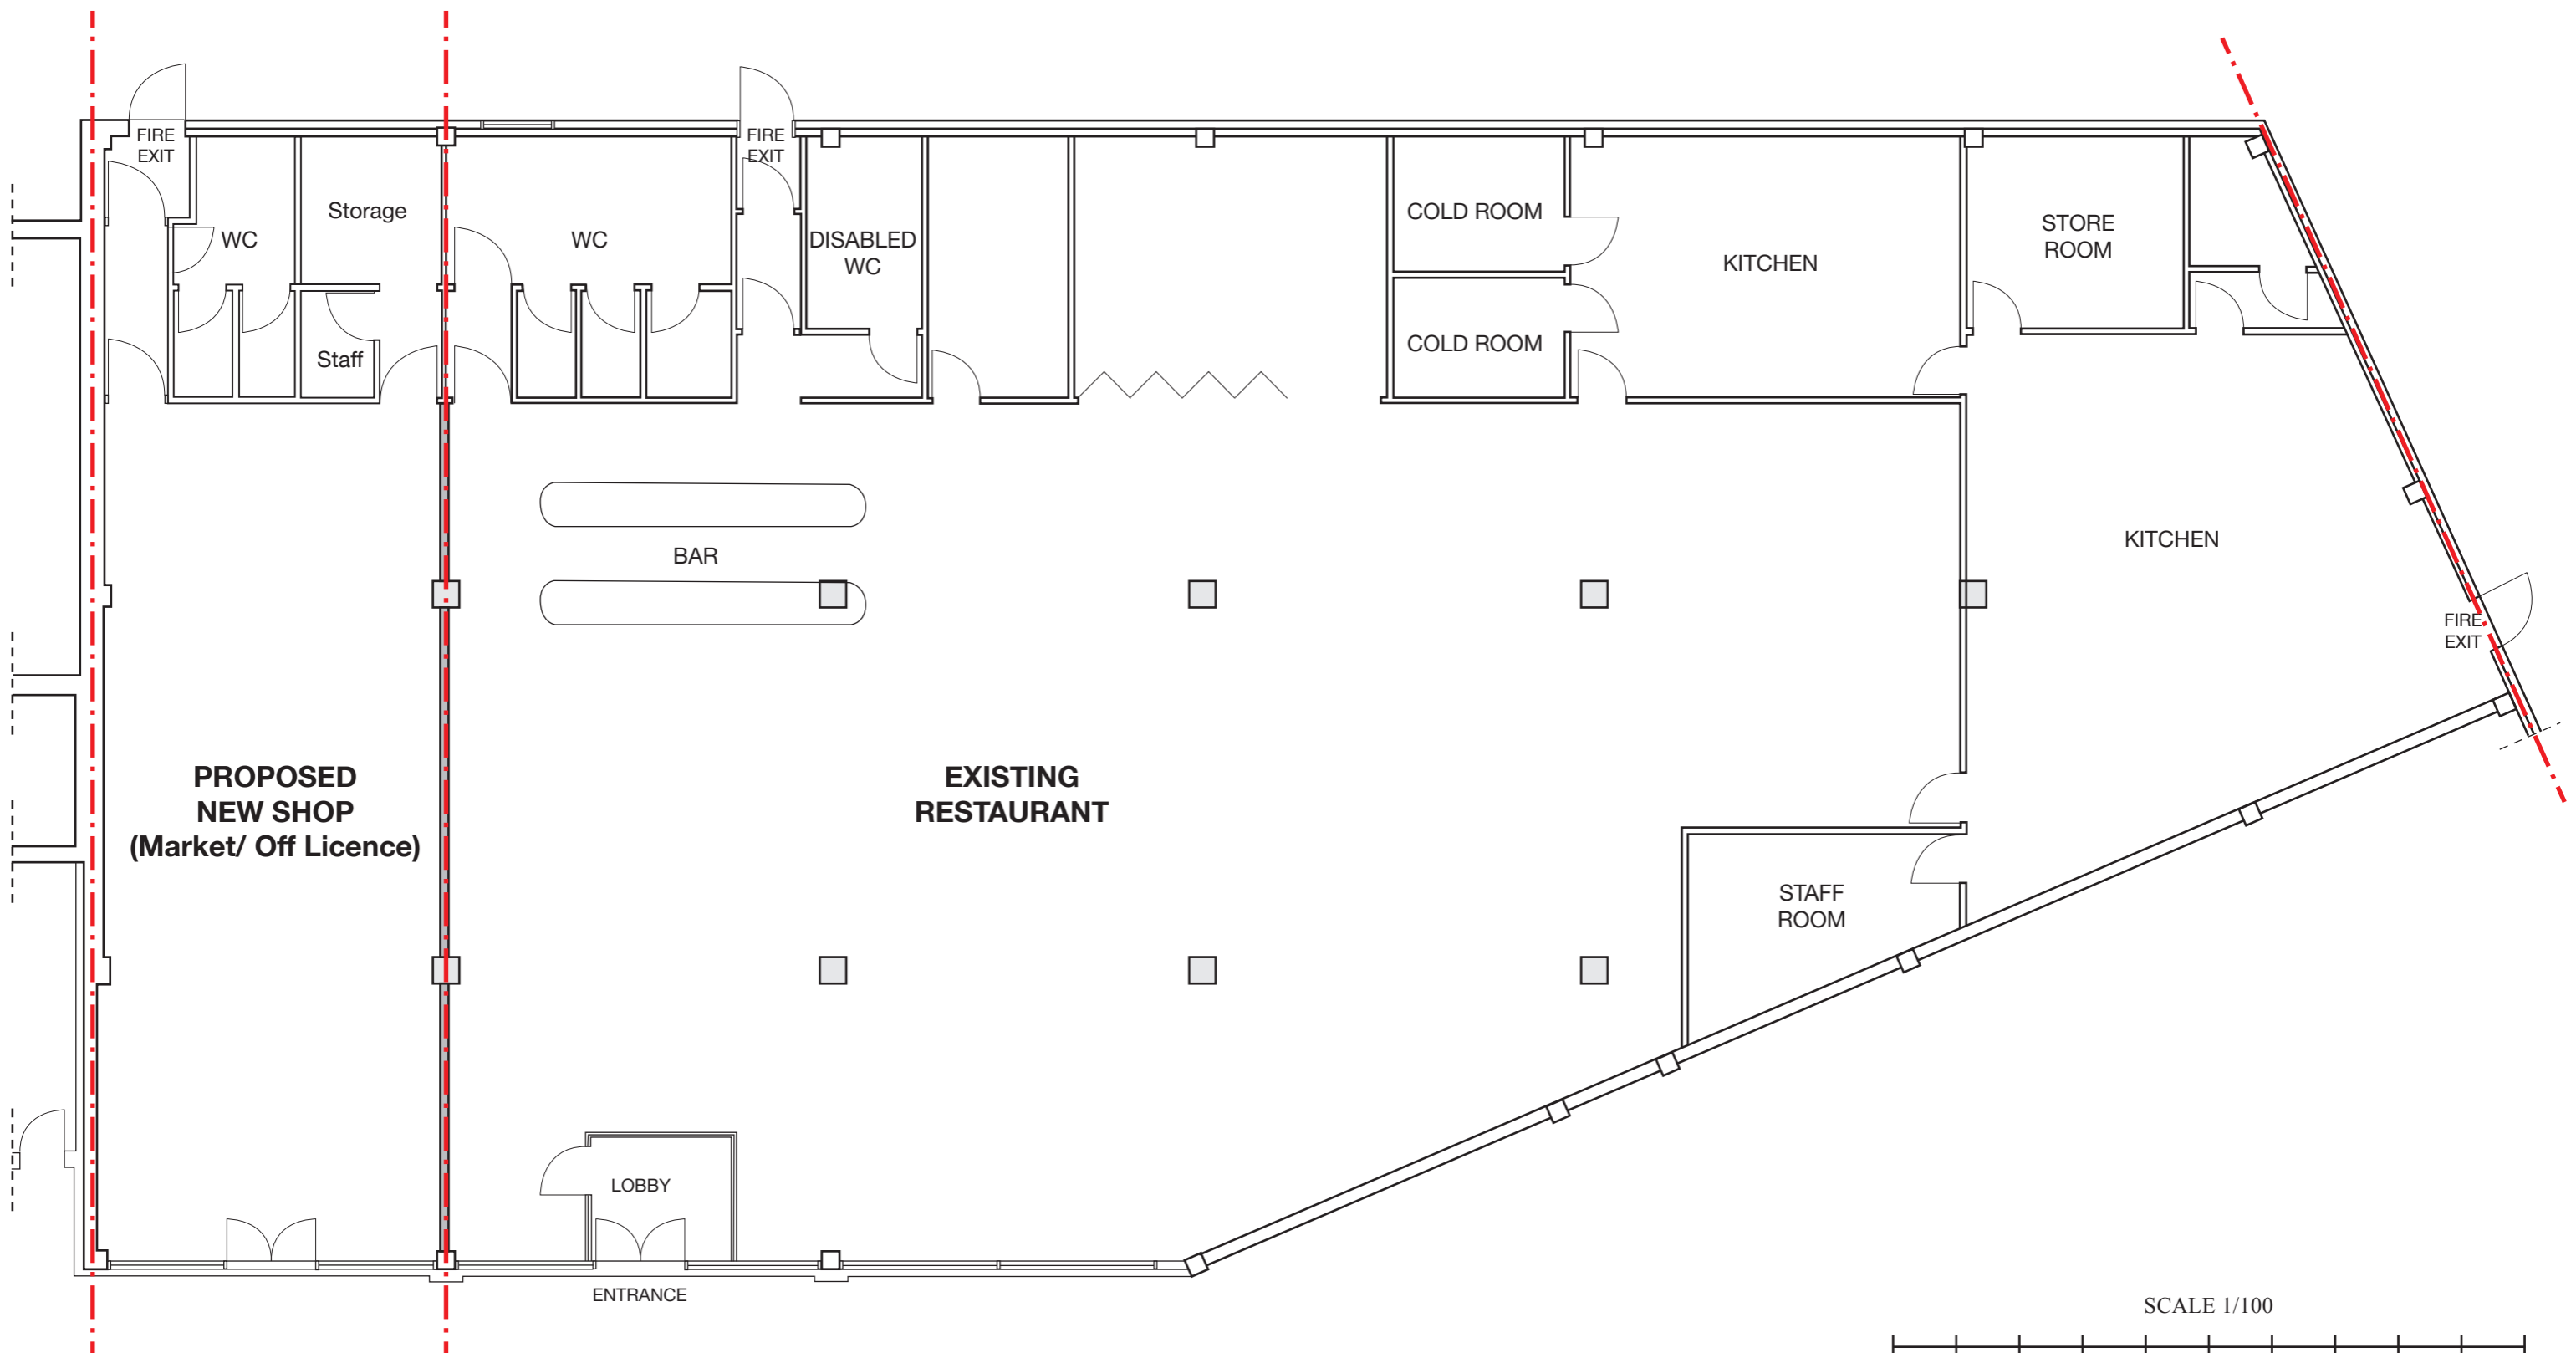 FIRE
EXIT
FIRE
EXIT
Storage
WC
WC
DISABLED
WC
COLD ROOM
KITCHEN
STORE
ROOM
Staff
COLD ROOM
BAR
KITCHEN
FIRE
EXIT
PROPOSED
NEW SHOP
(Market/ Off Licence)
EXISTING
RESTAURANT
STAFF
ROOM
LOBBY
ENTRANCE
SCALE 1/100